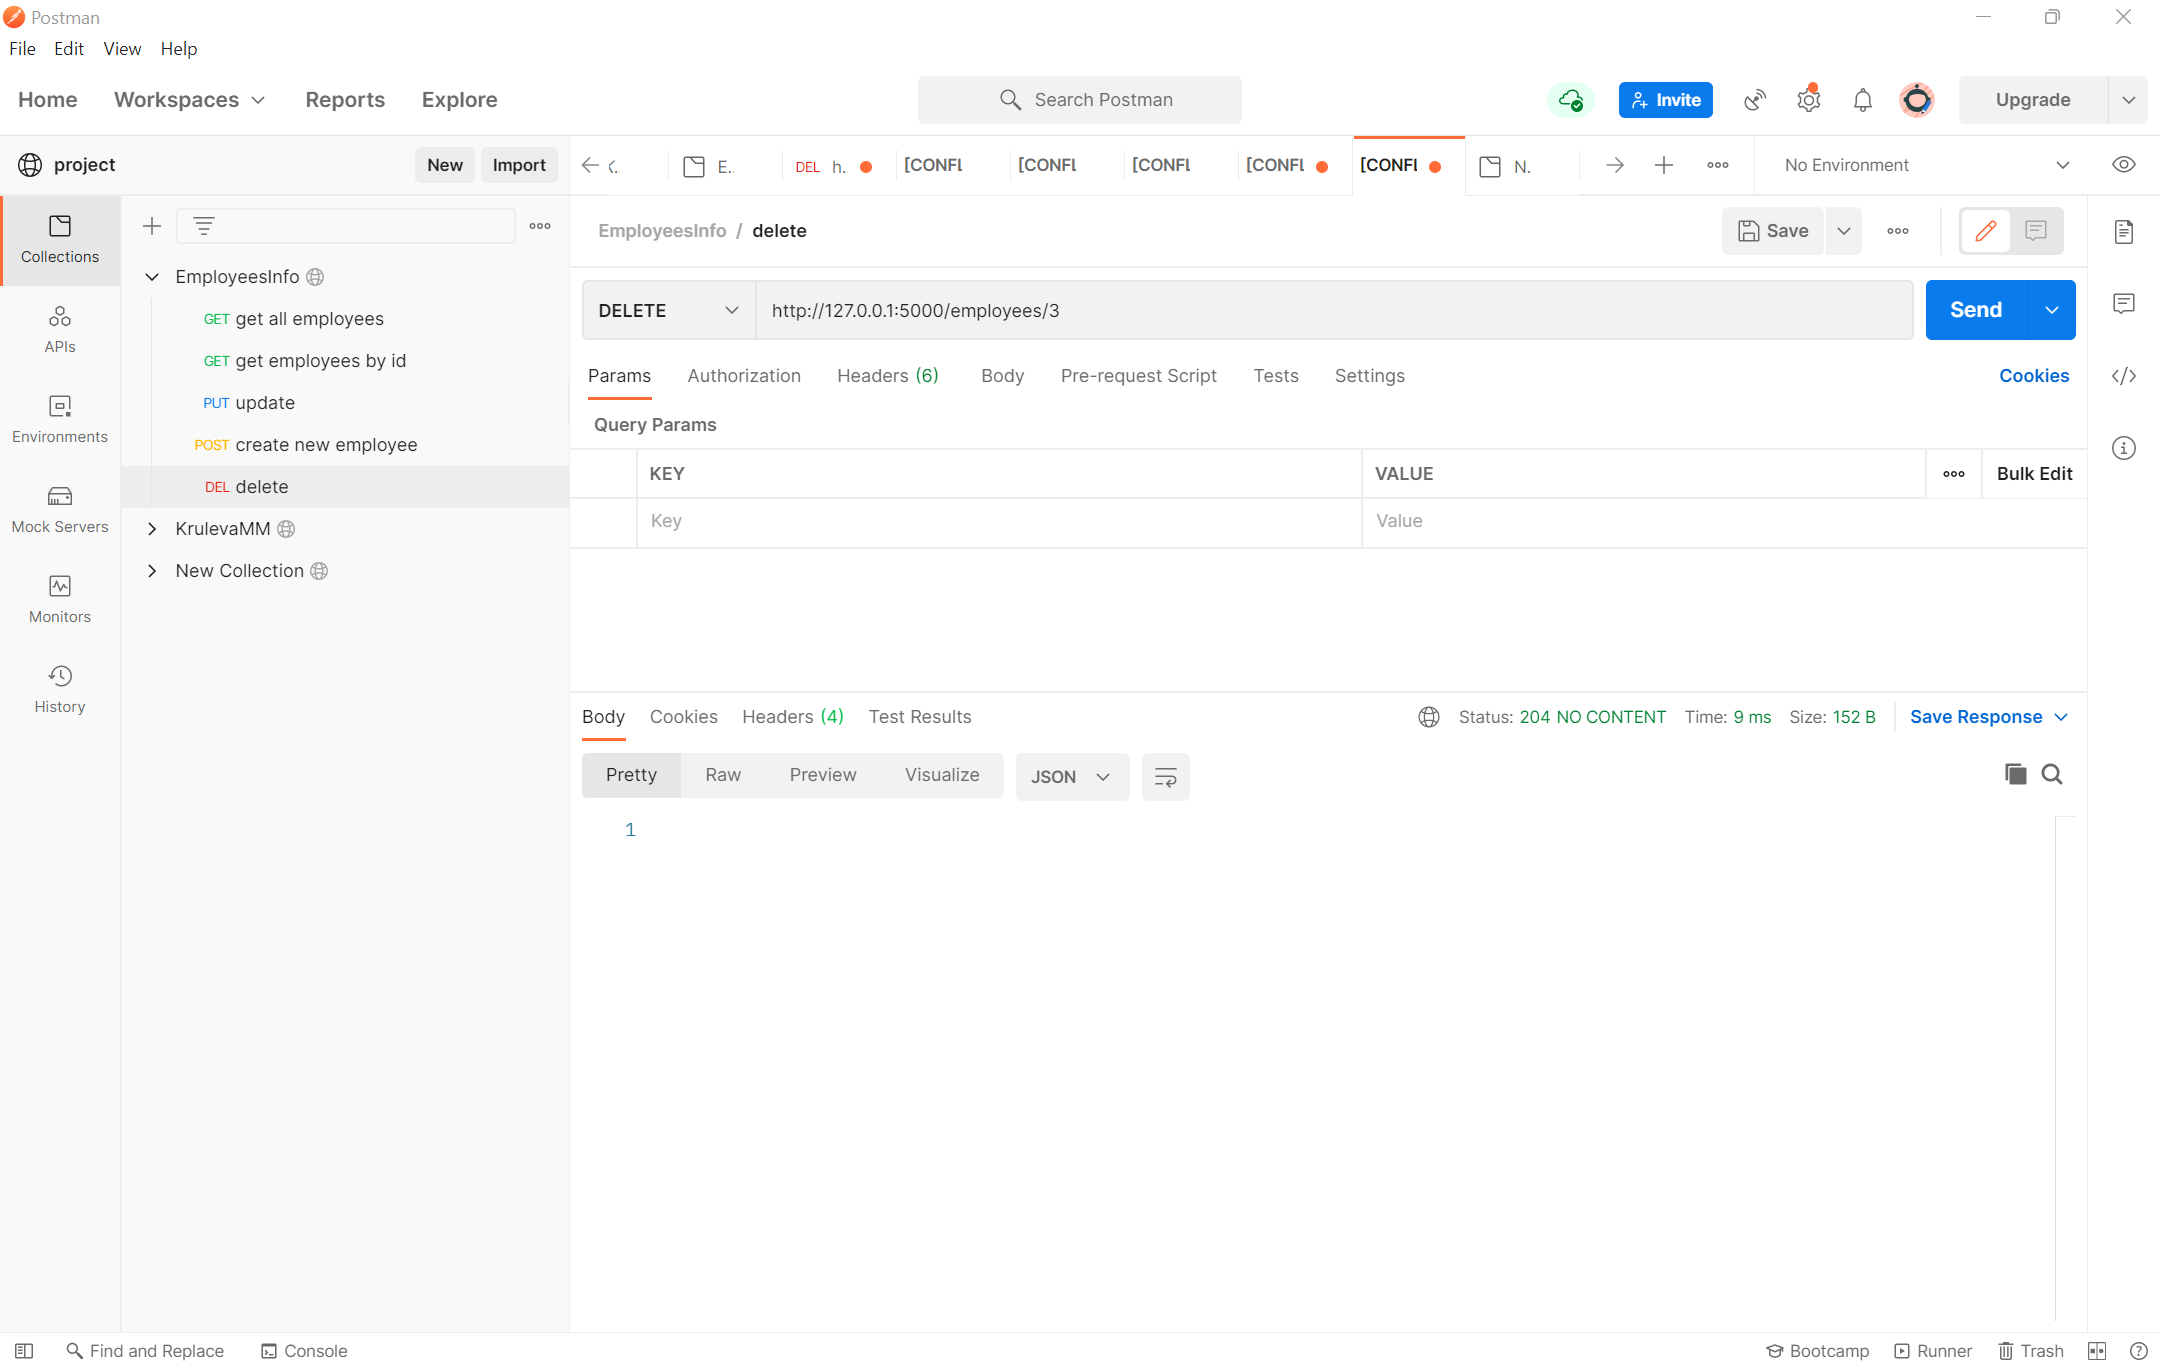 Postman
File Edit View Help
Home Workspaces Reports Explore Search Postman Invite Upgrade
project New Import E. DEL h. [CONFL [CONFL [CONFL [CONFL [CONFL N. No Environment
Collections
APIs
Environments
Mock Servers
Monitors
History
EmployeesInfo
GET get all employees
GET get employees by id
PUT update
POST create new employee
DEL delete
KrulevaMM
New Collection
EmployeesInfo / delete Save
DELETE http://127.0.0.1:5000/employees/3 Send
Params Authorization Headers (6) Body Pre-request Script Tests Settings Cookies
Query Params
KEY VALUE Bulk Edit
Key Value
Body Cookies Headers (4) Test Results Status: 204 NO CONTENT Time: 9 ms Size: 152 B Save Response
Pretty Raw Preview Visualize JSON
1
Find and Replace Console Bootcamp Runner Trash